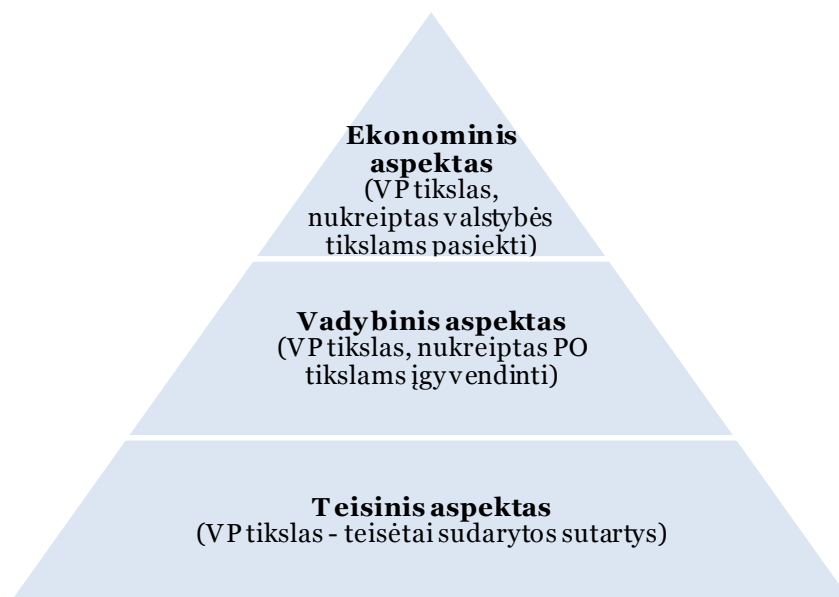 Ekonominis
aspektas
(VP tikslas,
nukreiptas valstybės
tikslams pasiekti)
Vadybinis aspektas
(VP tikslas, nukreiptas PO
tikslams įgyvendinti)
Teisinis aspektas
(VP tikslas - teisėtai sudarytos sutartys)